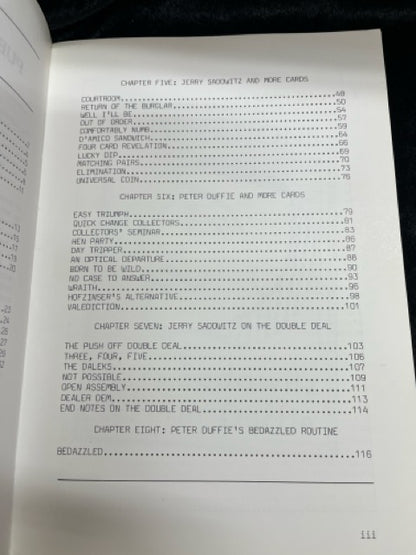 CHAPTER FIVE: JERRY SADOWITZ AND MORE CARDS
COURTROOM........48
RETURN OF THE BURGLAR........50
WELL I'LL BE........54
OUT OF ORDER........57
COMFORTABLY NUMB........59
D'AMICO SANDWICH........64
FOUR CARD REVELATION........66
LUCKY DIP........69
MATCHING PAIRS........70
ELIMINATION........73
UNIVERSAL COIN........76
CHAPTER SIX: PETER DUFFIE AND MORE CARDS
EASY TRIUMPH........79
QUICK CHANGE COLLECTORS........81
COLLECTORS' SEMINAR........83
HEN PARTY........86
DAY TRIPPER........87
AN OPTICAL DEPARTURE........88
BORN TO BE WILD........90
NO CASE TO ANSWER........93
WRAITH........96
HOFZINSER'S ALTERNATIVE........98
VALEDICTION........101
CHAPTER SEVEN: JERRY SADOWITZ ON THE DOUBLE DEAL
THE PUSH OFF DOUBLE DEAL........103
THREE, FOUR, FIVE........106
THE DALEKS........107
NOT POSSIBLE........109
OPEN ASSEMBLY........111
DEALER DEM........113
END NOTES ON THE DOUBLE DEAL........114
CHAPTER EIGHT: PETER DUFFIE'S BEDAZZLED ROUTINE
BEDAZZLED........116
iii